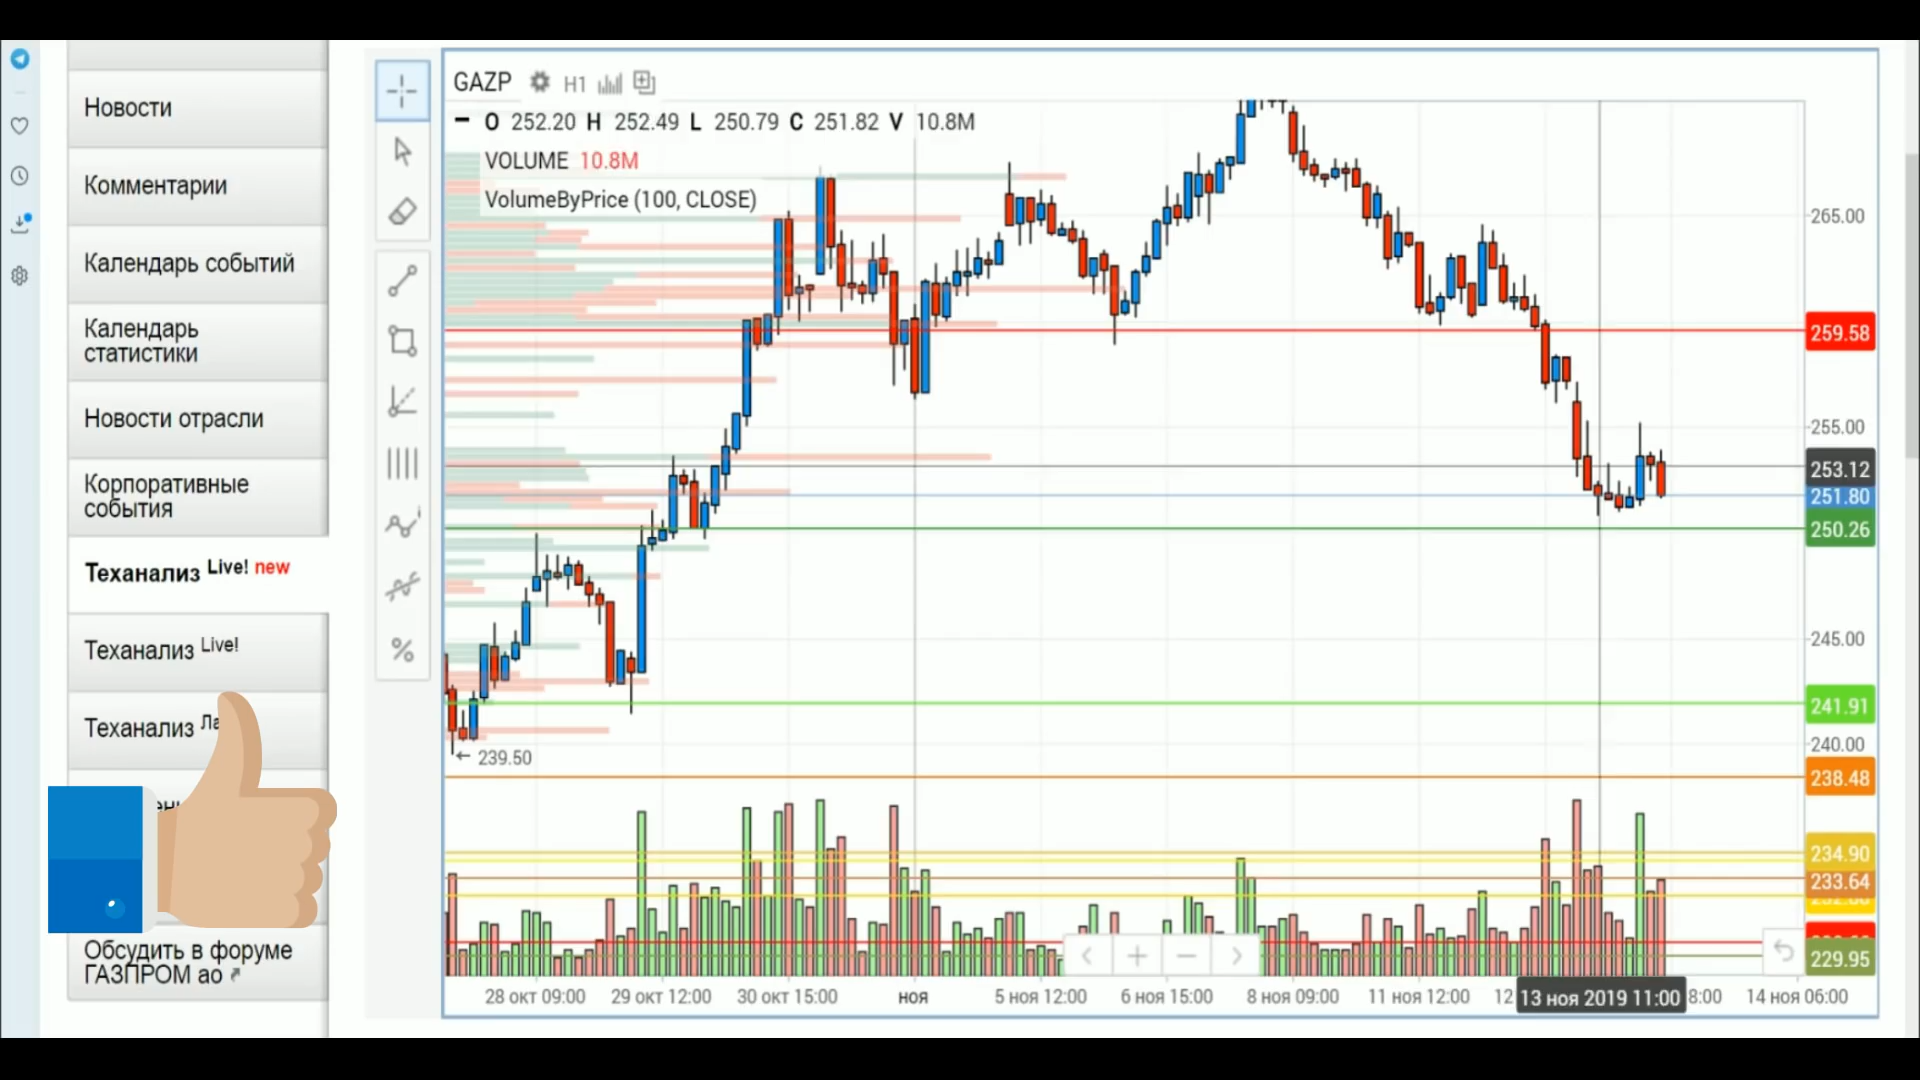 Новости
Комментарии
Календарь событий
Календарь
статистики
Новости отрасли
Корпоративные
события
Теханализ Live! new
Теханализ Live!
Теханализ
Обсудить в форуме
ГАЗПРОМ ао
GAZP H1
O 252.20 H 252.49 L 250.79 C 251.82 V 10.8M
VOLUME 10.8M
VolumeByPrice (100, CLOSE)
265.00
259.58
255.00
253.12
251.80
250.26
245.00
241.91
240.00
238.48
234.90
233.64
229.95
239.50
28 окт 09:00 29 окт 12:00 30 окт 15:00 ноя 5 ноя 12:00 6 ноя 15:00 8 ноя 09:00 11 ноя 12:00 12 13 ноя 2019 11:00 8:00 14 ноя 06:00